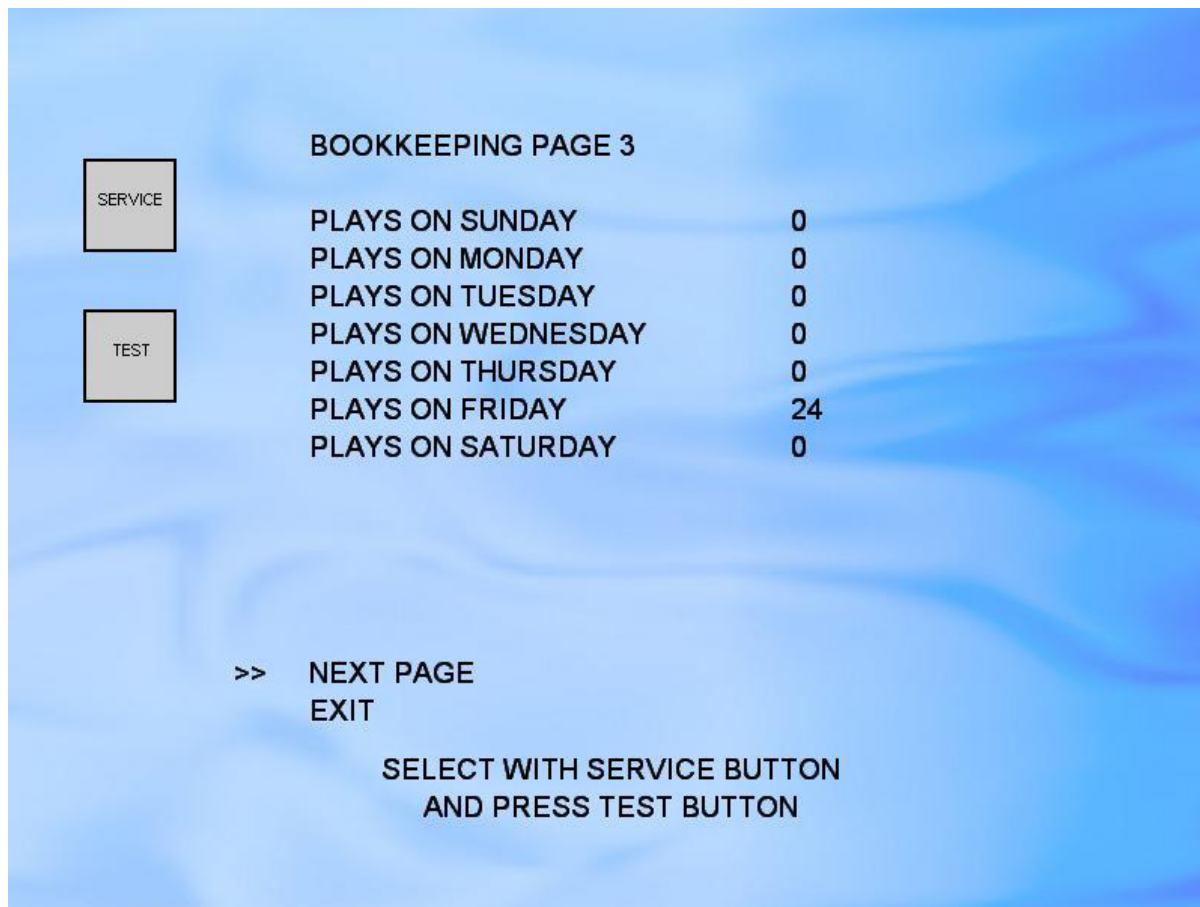 BOOKKEEPING PAGE 3
SERVICE
PLAYS ON SUNDAY 0
PLAYS ON MONDAY 0
PLAYS ON TUESDAY 0
PLAYS ON WEDNESDAY 0
TEST
PLAYS ON THURSDAY 0
PLAYS ON FRIDAY 24
PLAYS ON SATURDAY 0
>> NEXT PAGE
EXIT
SELECT WITH SERVICE BUTTON
AND PRESS TEST BUTTON